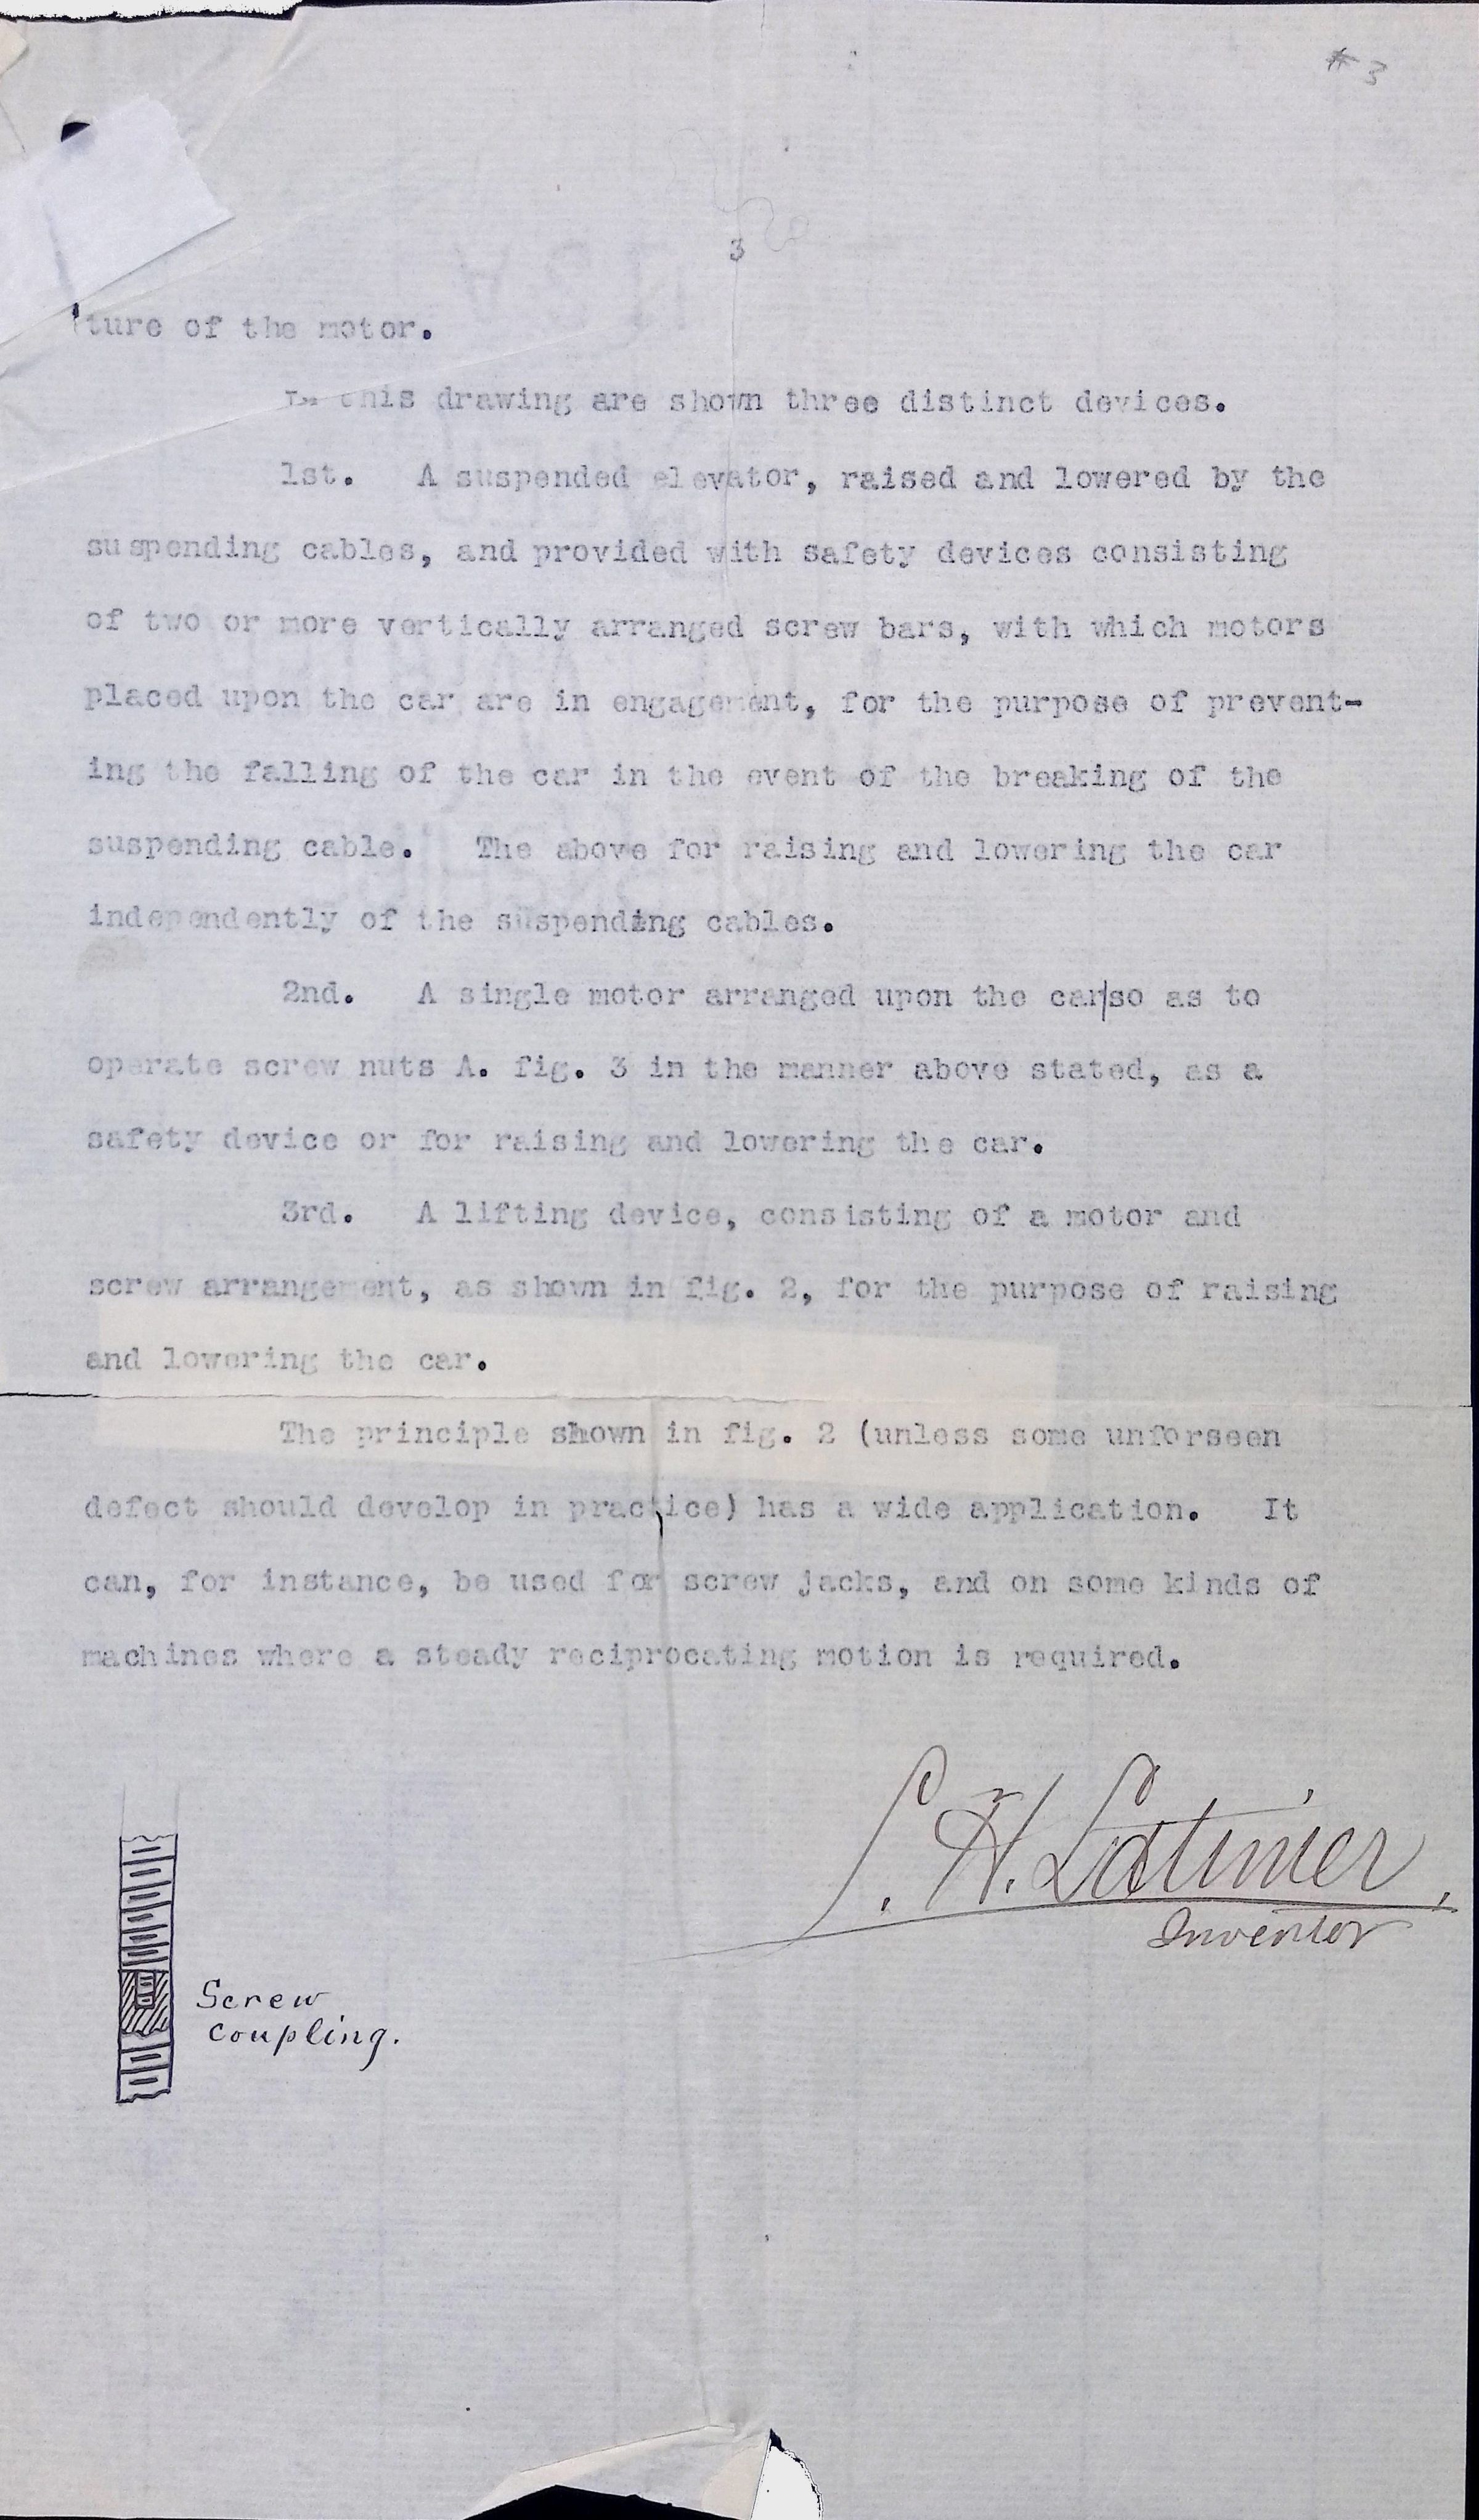 # 3
3
ture of the motor.
In this drawing are shown three distinct devices.
1st. A suspended elevator, raised and lowered by the
suspending cables, and provided with safety devices consisting
of two or more vertically arranged screw bars, with which motors
placed upon the car are in engagement, for the purpose of prevent-
ing the falling of the car in the event of the breaking of the
suspending cable. The above for raising and lowering the car
independently of the suspending cables.
2nd. A single motor arranged upon the car|so as to
operate screw nuts A. fig. 3 in the manner above stated, as a
safety device or for raising and lowering the car.
3rd. A lifting device, consisting of a motor and
screw arrangement, as shown in fig. 2, for the purpose of raising
and lowering the car.
The principle shown in fig. 2 (unless some unforseen
defect should develop in practice) has a wide application. It
can, for instance, be used for screw jacks, and on some kinds of
machines where a steady reciprocating motion is required.
L. H. Latimer,
Inventor
Screw
coupling.